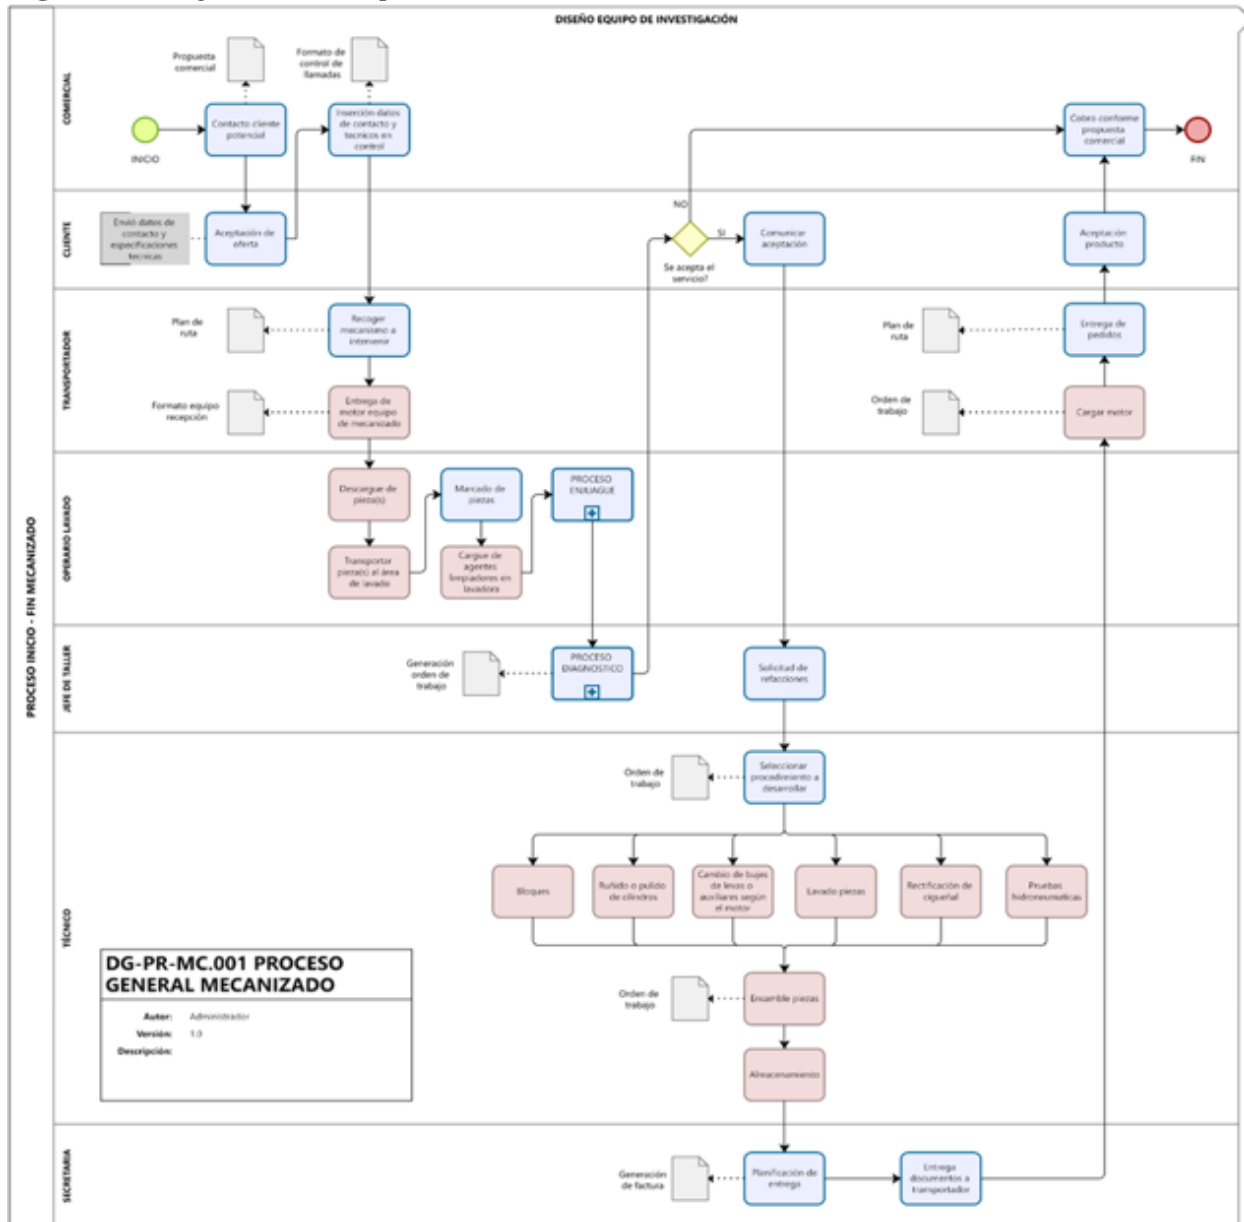 DISEÑO EQUIPO DE INVESTIGACIÓN
PROCESO INICIO - FIN MECANIZADO
COMERCIAL
Propuesta
comercial
Formato de
control de
llamadas
INICIO
Contacto cliente
potencial
Inserción datos
de contacto y
tecnicos en
control
Cobro conforme
propuesta
comercial
FIN
CLIENTE
Envió datos de
contacto y
especificaciones
tecnicas
Aceptación de
oferta
NO
SI
Se acepta el
servicio?
Comunicar
aceptación
Aceptación
producto
TRANSPORTADOR
Plan de
ruta
Recoger
mecanismo a
intervenir
Plan de
ruta
Entrega de
pedidos
Formato equipo
recepción
Entrega de
motor equipo
de mecanizado
Orden de
trabajo
Cargar motor
OPERARIO LAVADO
Descargue de
pieza(s)
Marcado de
piezas
PROCESO
ENJUAGUE
Transportar
pieza(s) al área
de lavado
Cargue de
agentes
limpiadores en
lavadora
JEFE DE TALLER
Generación
orden de
trabajo
PROCESO
DIAGNOSTICO
Solicitud de
refacciones
TÉCNICO
Orden de
trabajo
Seleccionar
procedimiento a
desarrollar
Bloques
Ruñido o pulido
de cilindros
Cambio de bujes
de levas o
auxiliares según
el motor
Lavado piezas
Rectificación de
cigueñal
Pruebas
hidroneumaticas
Orden de
trabajo
Ensamble piezas
Almacenamiento
DG-PR-MC.001 PROCESO
GENERAL MECANIZADO
Autor: Administrador
Versión: 1.0
Descripción:
SECRETARIA
Generación
de factura
Planificación de
entrega
Entrega
documentos a
transportador